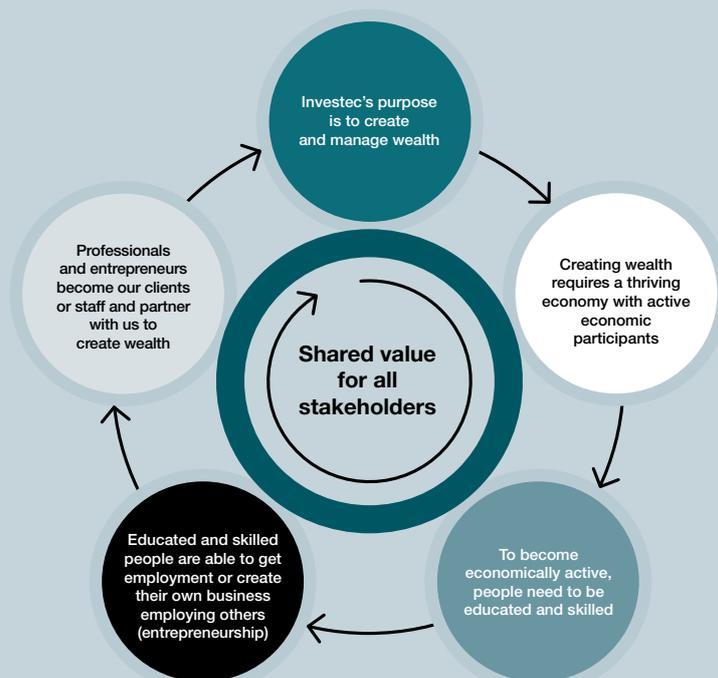 Investec’s purpose
is to create
and manage wealth
Creating wealth
requires a thriving
economy with active
economic
participants
To become
economically active,
people need to be
educated and skilled
Educated and skilled
people are able to get
employment or create
their own business
employing others
(entrepreneurship)
Professionals
and entrepreneurs
become our clients
or staff and partner
with us to
create wealth
Shared value
for all
stakeholders